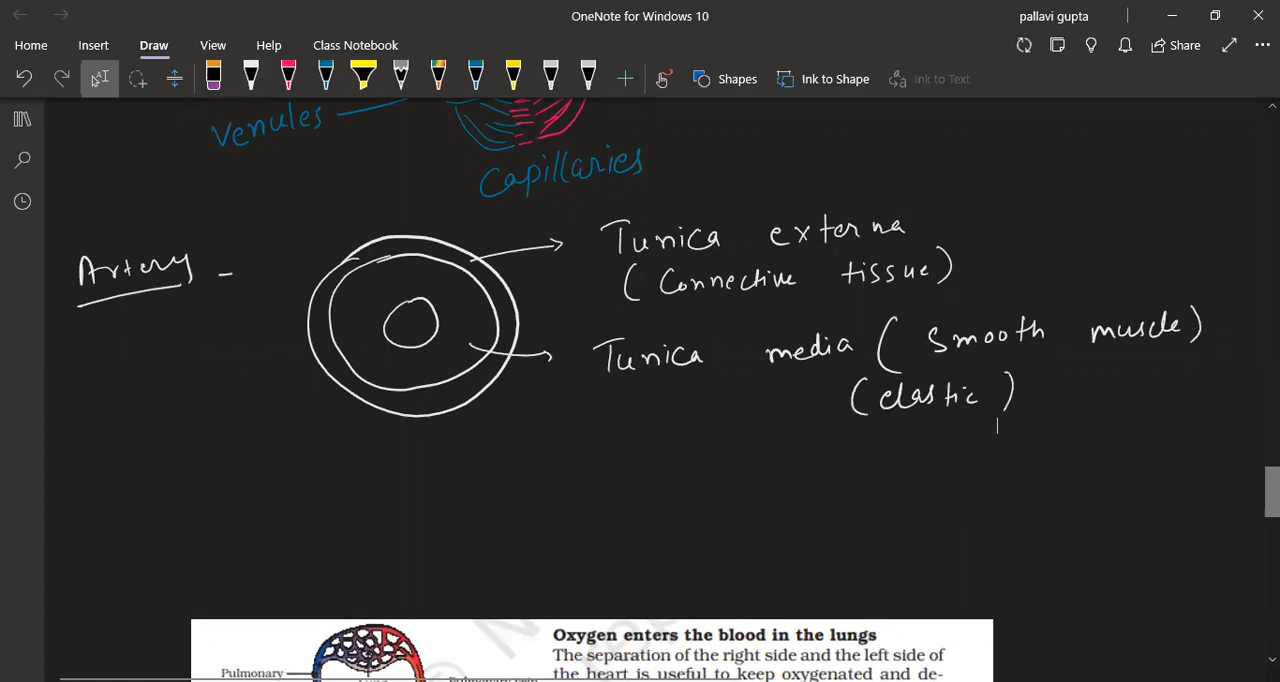 OneNote for Windows 10
pallavi gupta
Home Insert Draw View Help Class Notebook
Share
Shapes Ink to Shape Ink to Text
Venules
Capillaries
Artery -
Tunica externa
(Connective tissue)
Tunica media (Smooth muscle)
(elastic)
Oxygen enters the blood in the lungs
The separation of the right side and the left side of
Pulmonary
the heart is useful to keep oxygenated and de-